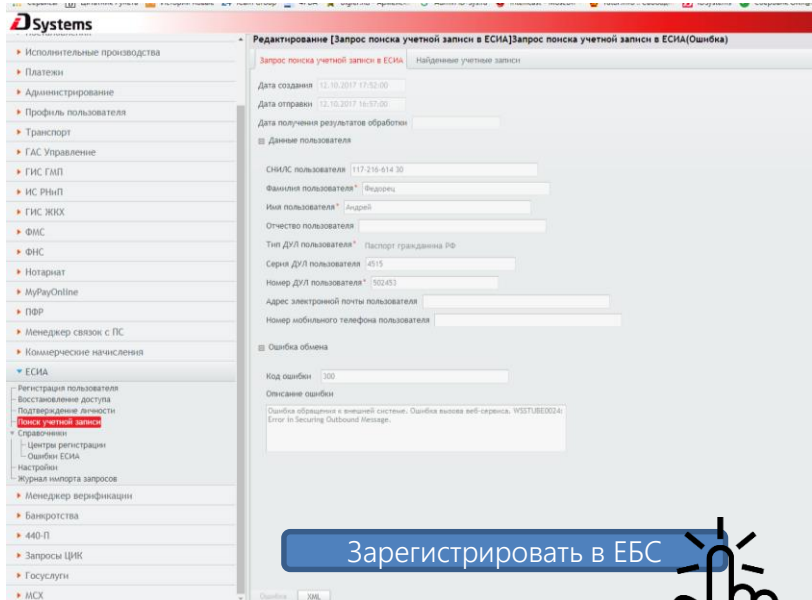 Systems
Исполнительные производства
Платежи
Администрирование
Профиль пользователя
Транспорт
ГАС Управление
ГИС ГМП
ИС РНиП
ГИС ЖКХ
ФМС
ФНС
Нотариат
MyPayOnline
ПФР
Менеджер связок с ПС
Коммерческие начисления
ЕСИА
Регистрация пользователя
Восстановление доступа
Подтверждение личности
Поиск учетной записи
Справочники
Центры регистрации
Ошибки ЕСИА
Настройки
Журнал импорта запросов
Менеджер верификации
Банкротства
440-П
Запросы ЦИК
Госуслуги
МСХ
Редактирование [Запрос поиска учетной записи в ЕСИА]Запрос поиска учетной записи в ЕСИА(Ошибка)
Запрос поиска учетной записи в ЕСИА Найденные учетные записи
Дата создания 12.10.2017 17:52:00
Дата отправки 12.10.2017 16:57:00
Дата получения результатов обработки
Данные пользователя
СНИЛС пользователя 117-216-614 30
Фамилия пользователя* Федорец
Имя пользователя* Андрей
Отчество пользователя
Тип ДУЛ пользователя* Паспорт гражданина РФ
Серия ДУЛ пользователя 4515
Номер ДУЛ пользователя* 502453
Адрес электронной почты пользователя
Номер мобильного телефона пользователя
Ошибка обмена
Код ошибки 300
Описание ошибки
Ошибка обращения к внешней системе. Ошибка вызова веб-сервиса. WSSTUBE0024:
Error in Securing Outbound Message.
Зарегистрировать в ЕБС
Ошибка XML